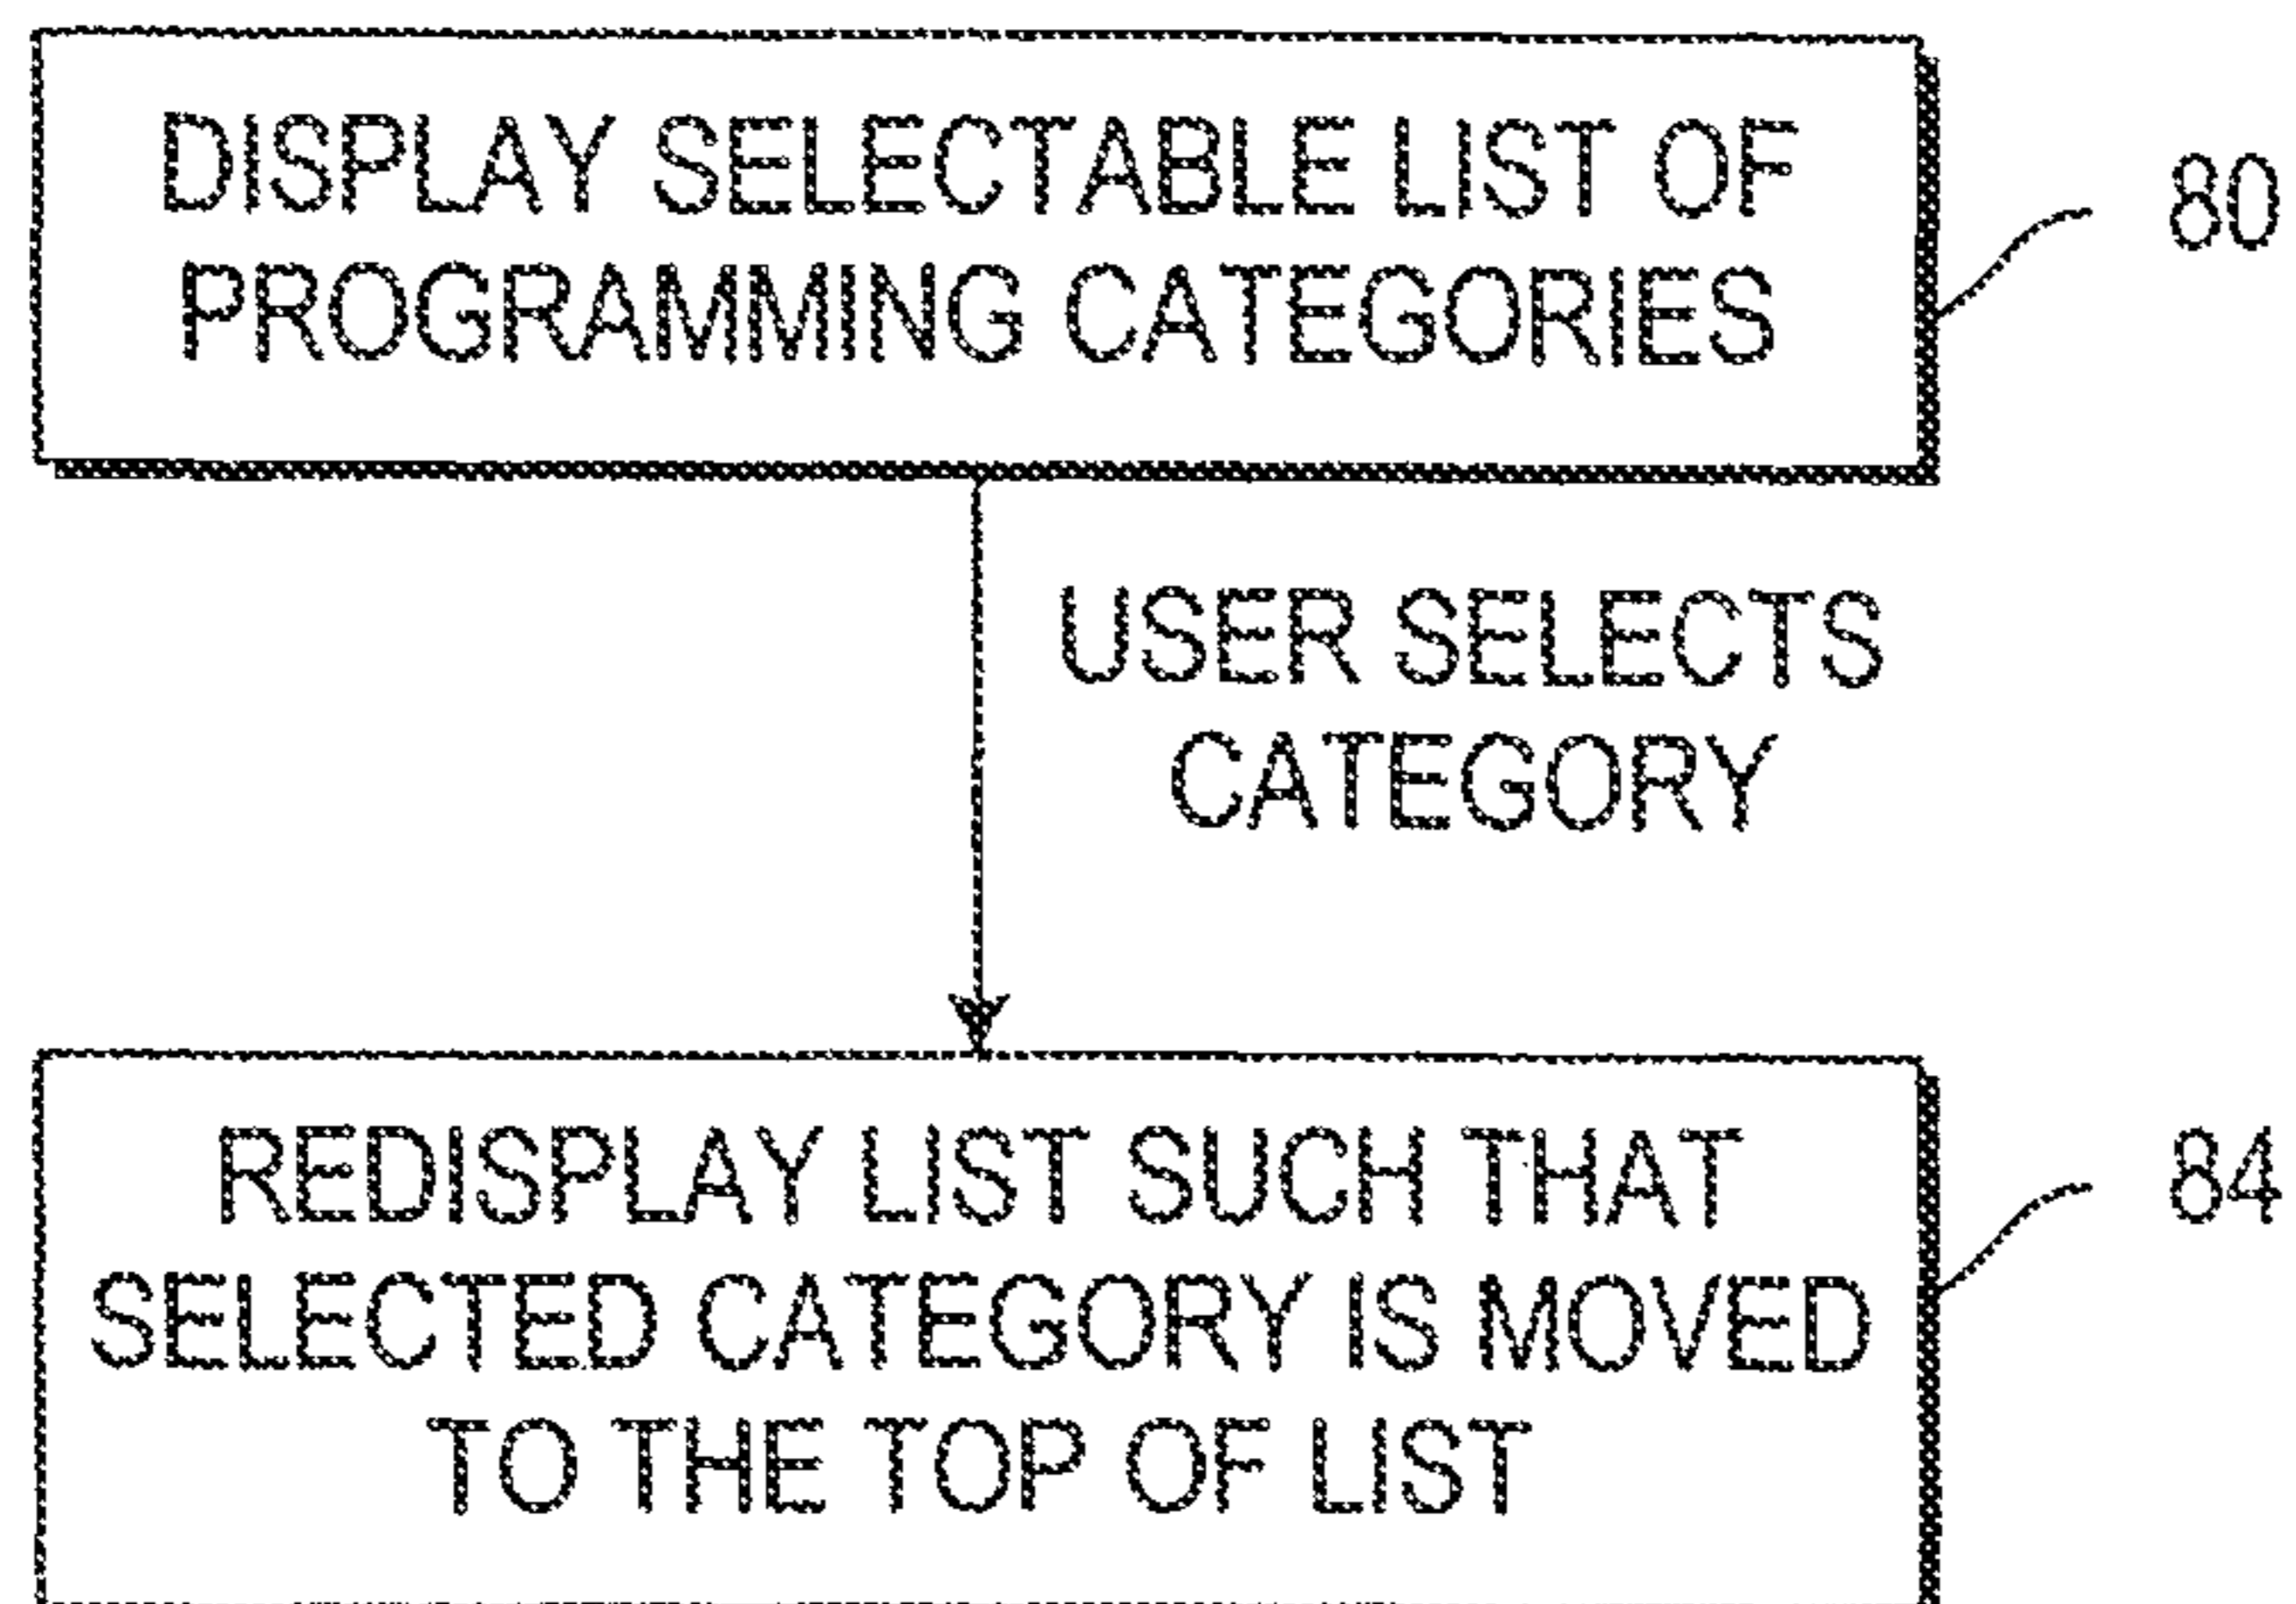 DISPLAY SELECTABLE LIST OF
PROGRAMMING CATEGORIES
80
USER SELECTS
CATEGORY
REDISPLAY LIST SUCH THAT
SELECTED CATEGORY IS MOVED
TO THE TOP OF LIST
84